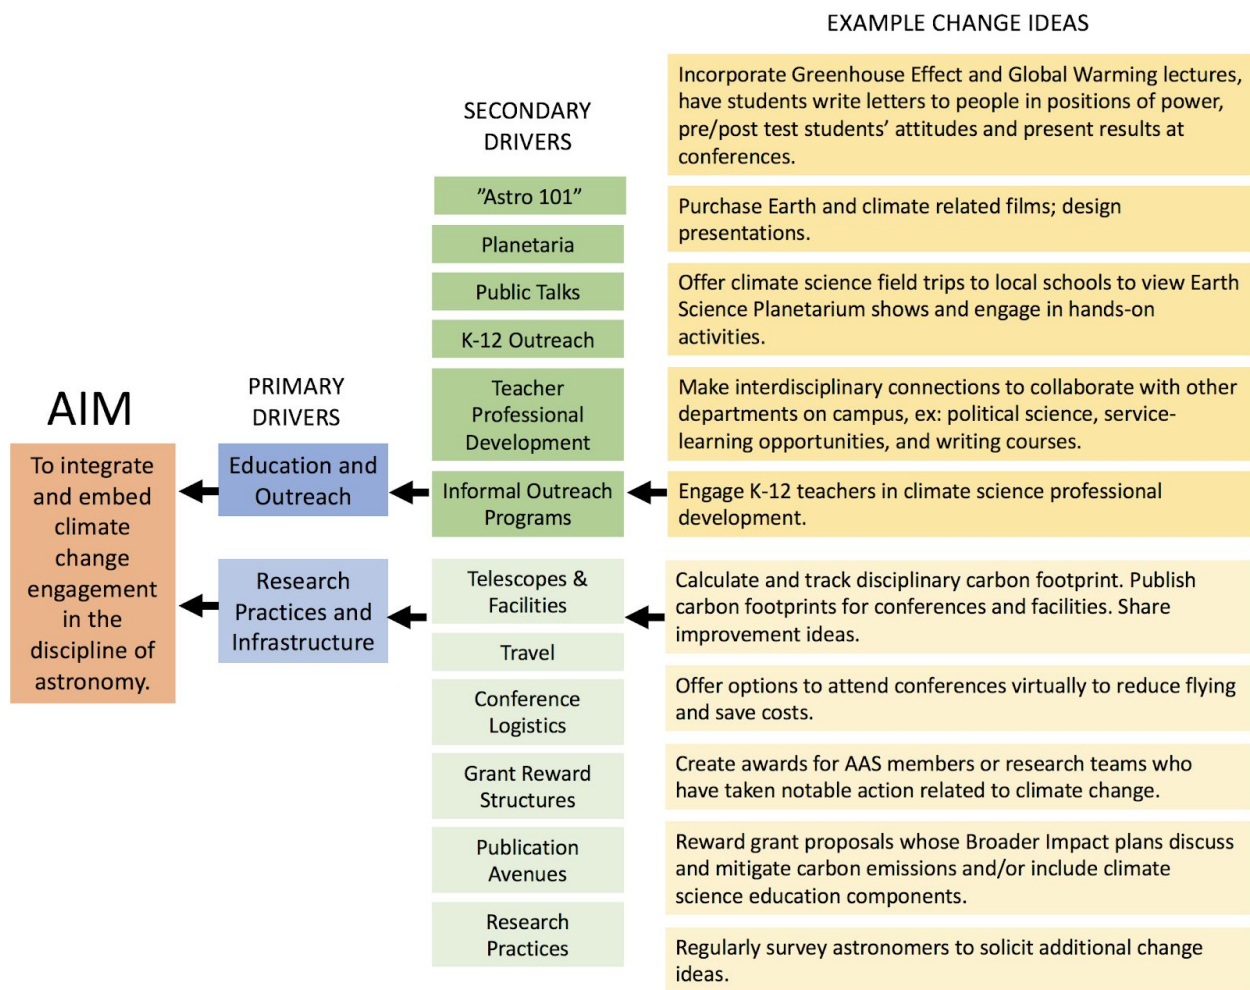 EXAMPLE CHANGE IDEAS
Incorporate Greenhouse Effect and Global Warming lectures,
have students write letters to people in positions of power,
pre/post test students’ attitudes and present results at
conferences.
Purchase Earth and climate related films; design
presentations.
Offer climate science field trips to local schools to view Earth
Science Planetarium shows and engage in hands-on
activities.
Make interdisciplinary connections to collaborate with other
departments on campus, ex: political science, service-
learning opportunities, and writing courses.
Engage K-12 teachers in climate science professional
development.
Calculate and track disciplinary carbon footprint. Publish
carbon footprints for conferences and facilities. Share
improvement ideas.
Offer options to attend conferences virtually to reduce flying
and save costs.
Create awards for AAS members or research teams who
have taken notable action related to climate change.
Reward grant proposals whose Broader Impact plans discuss
and mitigate carbon emissions and/or include climate
science education components.
Regularly survey astronomers to solicit additional change
ideas.
SECONDARY
DRIVERS
”Astro 101”
Planetaria
Public Talks
K-12 Outreach
Teacher
Professional
Development
Informal Outreach
Programs
Telescopes &
Facilities
Travel
Conference
Logistics
Grant Reward
Structures
Publication
Avenues
Research
Practices
PRIMARY
DRIVERS
Education and
Outreach
Research
Practices and
Infrastructure
AIM
To integrate
and embed
climate
change
engagement
in the
discipline of
astronomy.